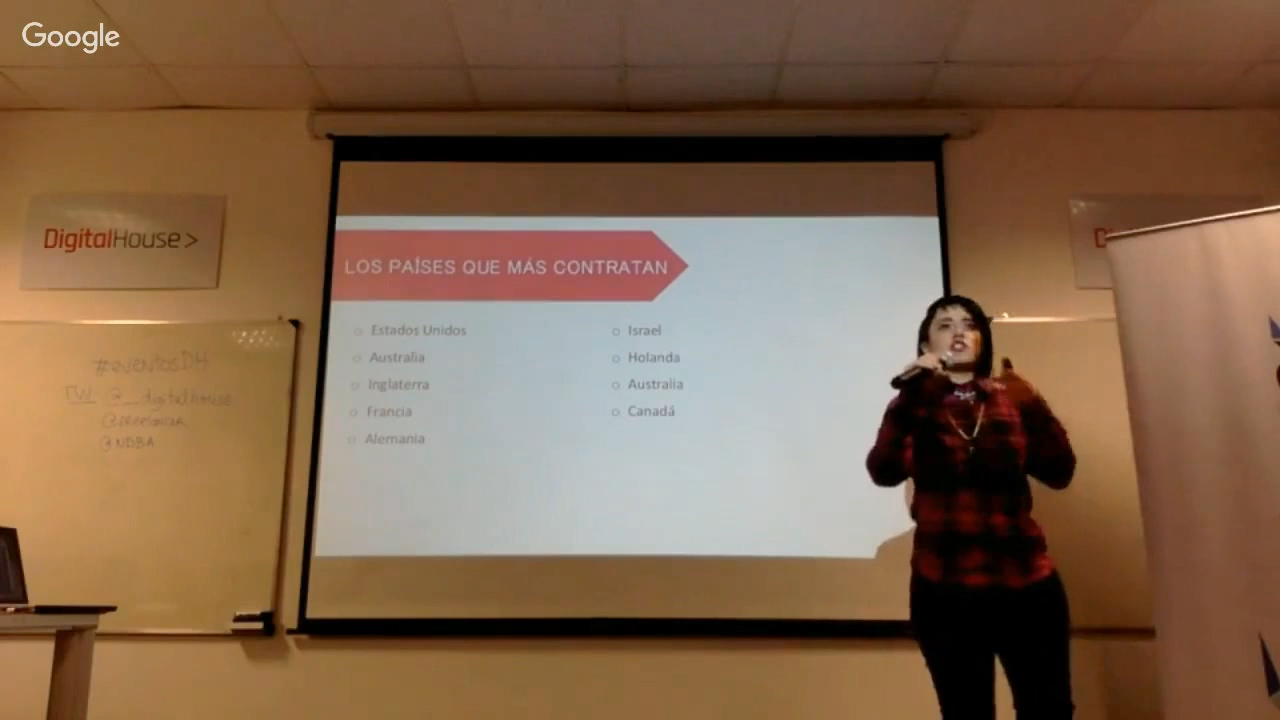 Google
DigitalHouse>
#eventosDH
TW @_digitalhouse
@NDBA
LOS PAÍSES QUE MÁS CONTRATAN
Estados Unidos
Australia
Inglaterra
Francia
Alemania
Israel
Holanda
Australia
Canadá